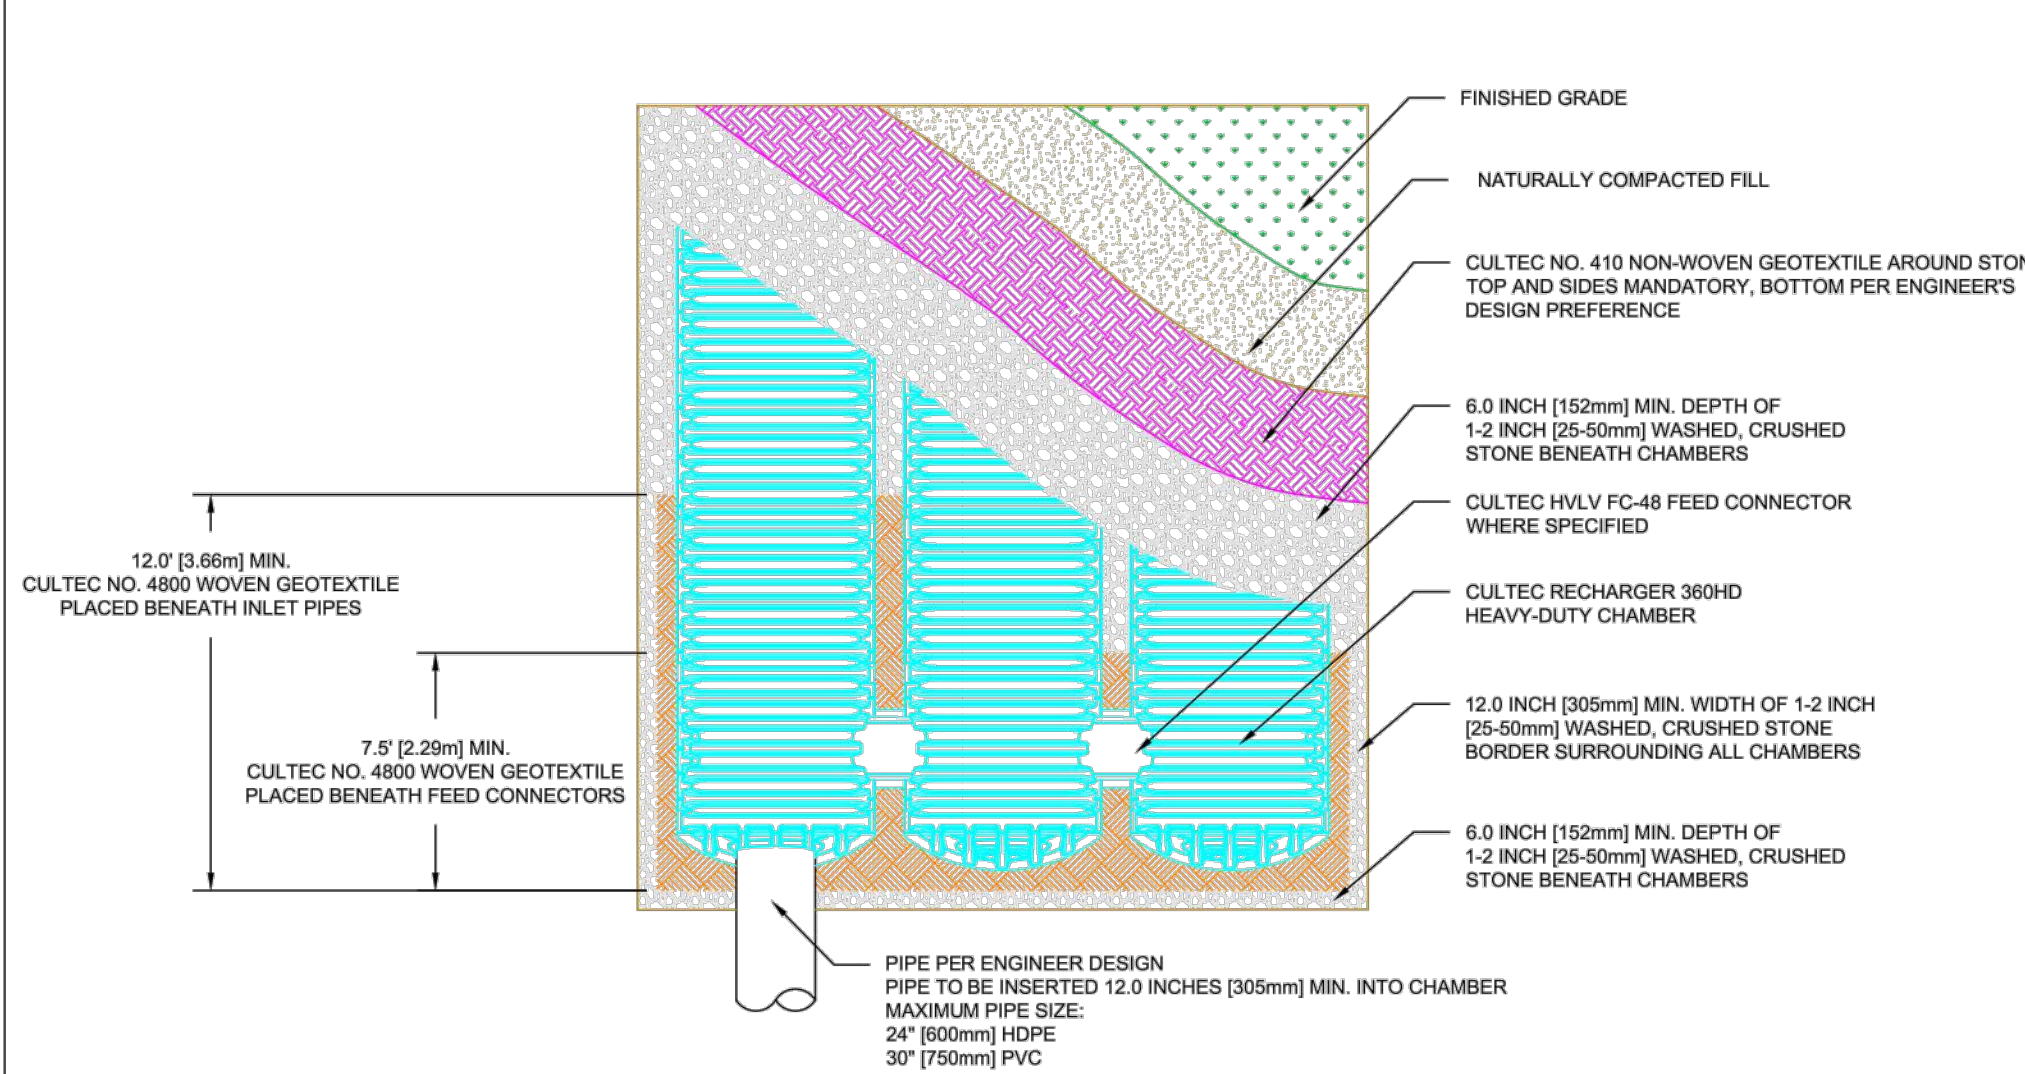 FINISHED GRADE
NATURALLY COMPACTED FILL
CULTEC NO. 410 NON-WOVEN GEOTEXTILE AROUND STON
TOP AND SIDES MANDATORY, BOTTOM PER ENGINEER'S
DESIGN PREFERENCE
6.0 INCH [152mm] MIN. DEPTH OF
1-2 INCH [25-50mm] WASHED, CRUSHED
STONE BENEATH CHAMBERS
CULTEC HVLV FC-48 FEED CONNECTOR
WHERE SPECIFIED
CULTEC RECHARGER 360HD
HEAVY-DUTY CHAMBER
12.0 INCH [305mm] MIN. WIDTH OF 1-2 INCH
[25-50mm] WASHED, CRUSHED STONE
BORDER SURROUNDING ALL CHAMBERS
6.0 INCH [152mm] MIN. DEPTH OF
1-2 INCH [25-50mm] WASHED, CRUSHED
STONE BENEATH CHAMBERS
12.0' [3.66m] MIN.
CULTEC NO. 4800 WOVEN GEOTEXTILE
PLACED BENEATH INLET PIPES
7.5' [2.29m] MIN.
CULTEC NO. 4800 WOVEN GEOTEXTILE
PLACED BENEATH FEED CONNECTORS
PIPE PER ENGINEER DESIGN
PIPE TO BE INSERTED 12.0 INCHES [305mm] MIN. INTO CHAMBER
MAXIMUM PIPE SIZE:
24" [600mm] HDPE
30" [750mm] PVC